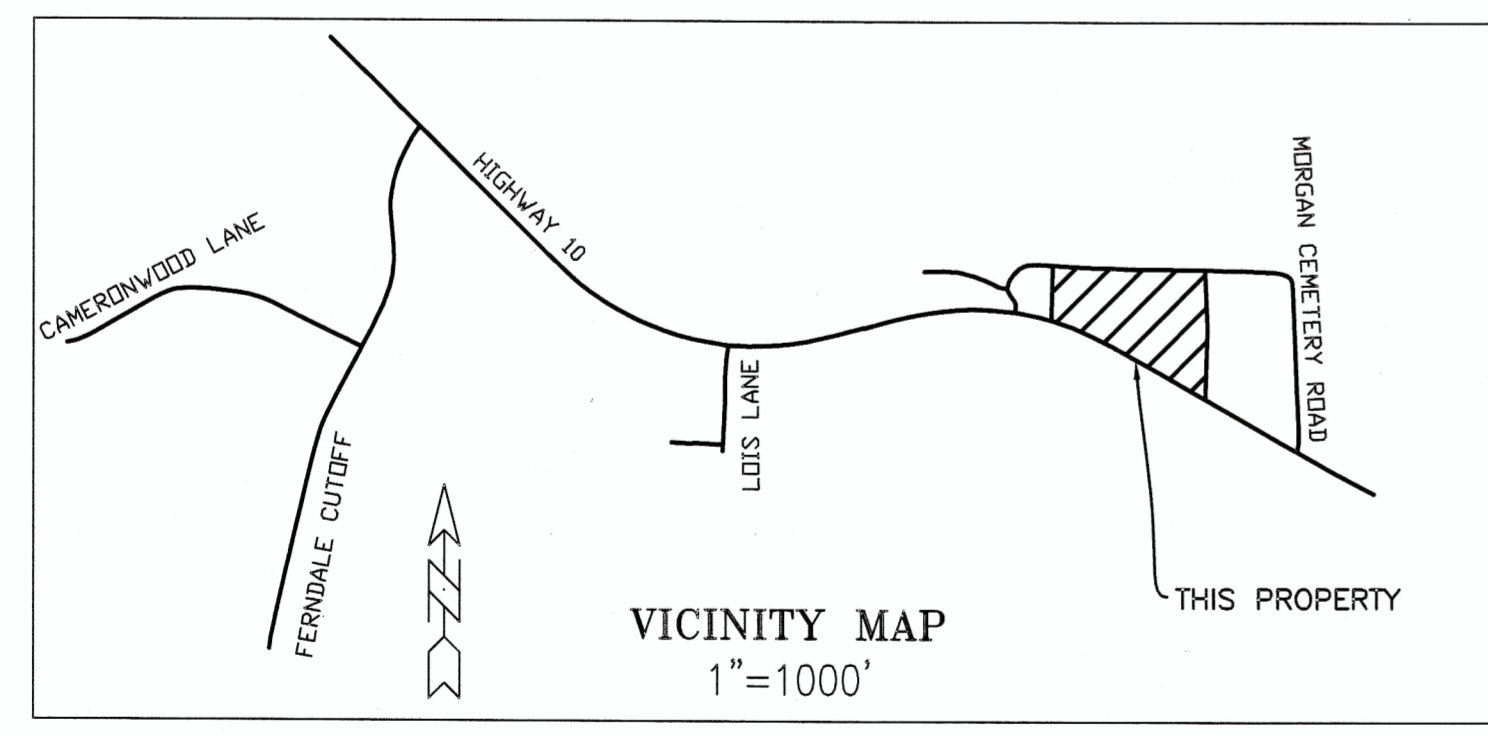 HIGHWAY 10
CAMERONWOOD LANE
MORGAN CEMETERY ROAD
LOIS LANE
FERNDALE CUTOFF
N
THIS PROPERTY
VICINITY MAP
1"=1000'